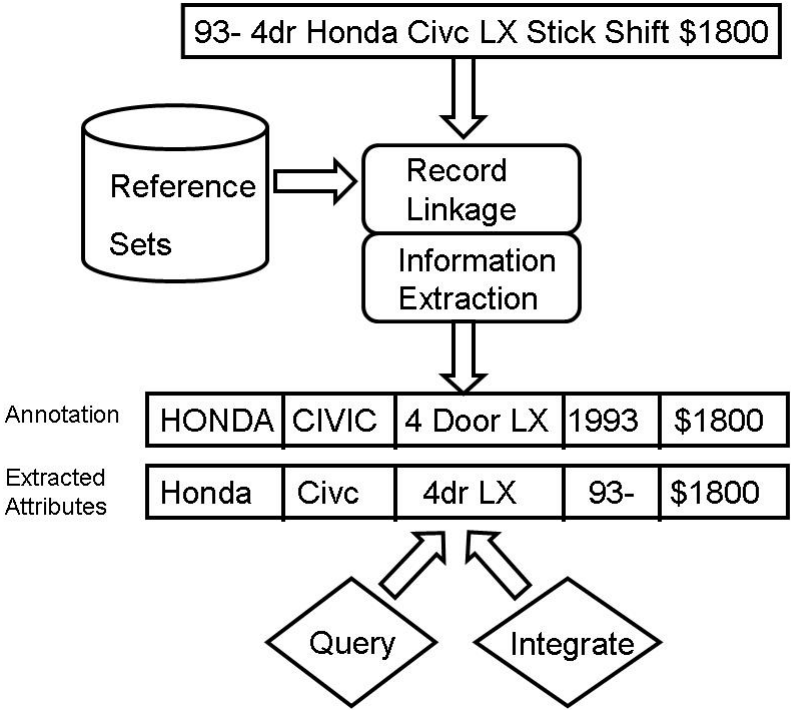 93- 4dr Honda Civc LX Stick Shift $1800
Reference
Sets
Record
Linkage
Information
Extraction
Annotation
HONDA CIVIC 4 Door LX 1993 $1800
Extracted
Attributes
Honda Civc 4dr LX 93- $1800
Query
Integrate